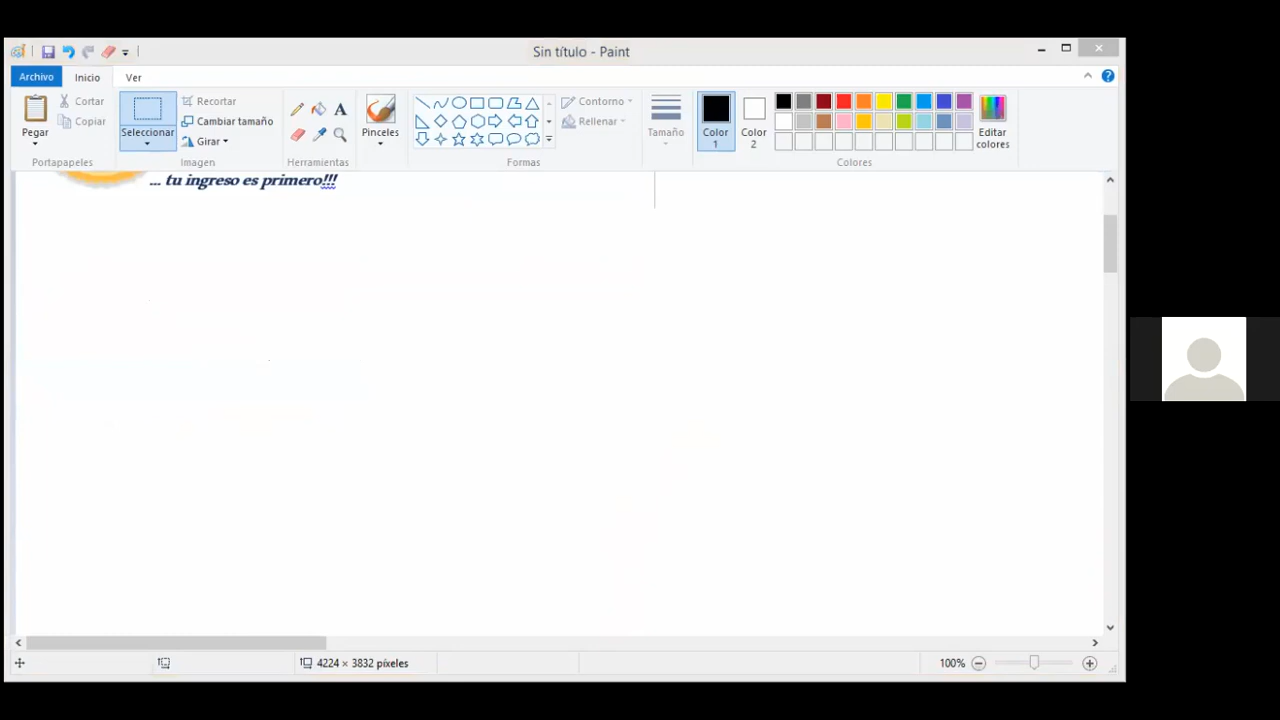 Sin título - Paint
Archivo Inicio Ver
Pegar
Cortar
Copiar
Portapapeles
Seleccionar
Recortar
Cambiar tamaño
Girar
Imagen
A
Herramientas
Pinceles
Contorno
Rellenar
Formas
Tamaño
Color 1
Color 2
Editar colores
Colores
... tu ingreso es primero!!!
4224 × 3832 píxeles
100%